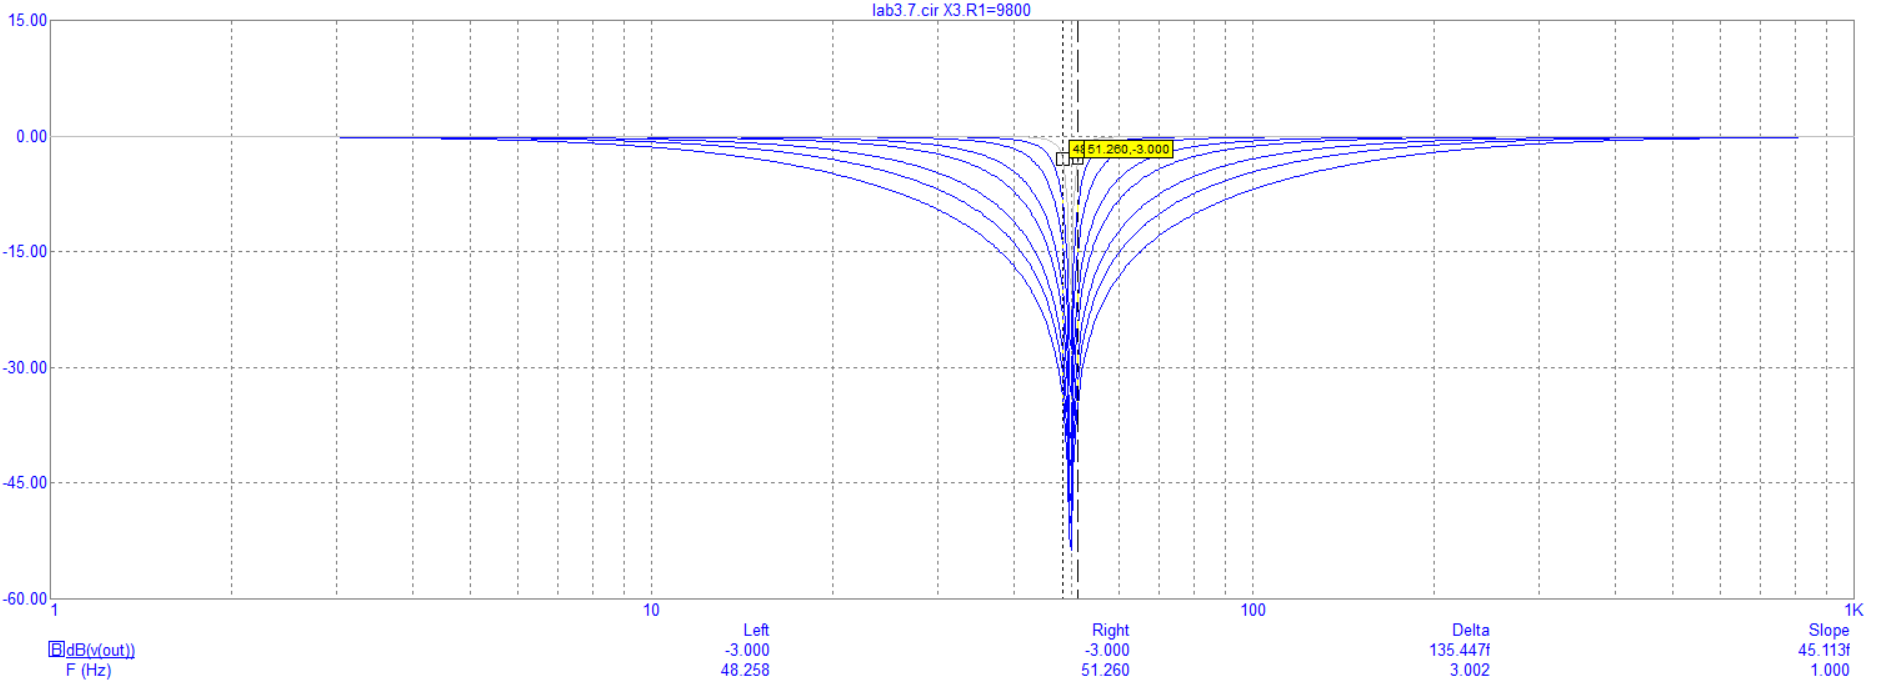 lab3.7.cir X3.R1=9800
15.00
0.00
51.260,-3.000
-15.00
-30.00
-45.00
-60.00
1 10 100 1K
Left Right Delta Slope
B dB(v(out)) -3.000 -3.000 135.447f 45.113f
F (Hz) 48.258 51.260 3.002 1.000